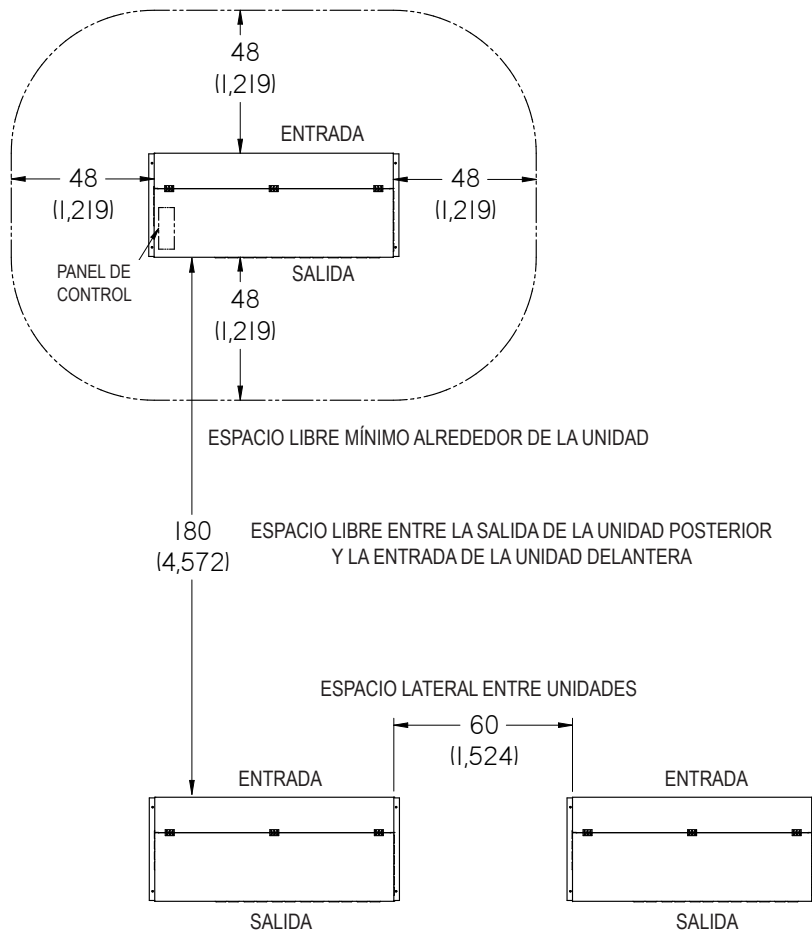 48
(1,219)
ENTRADA
48
(1,219)
48
(1,219)
PANEL DE
CONTROL
SALIDA
48
(1,219)
ESPACIO LIBRE MÍNIMO ALREDEDOR DE LA UNIDAD
180
(4,572)
ESPACIO LIBRE ENTRE LA SALIDA DE LA UNIDAD POSTERIOR
Y LA ENTRADA DE LA UNIDAD DELANTERA
ESPACIO LATERAL ENTRE UNIDADES
60
(1,524)
ENTRADA
ENTRADA
SALIDA
SALIDA